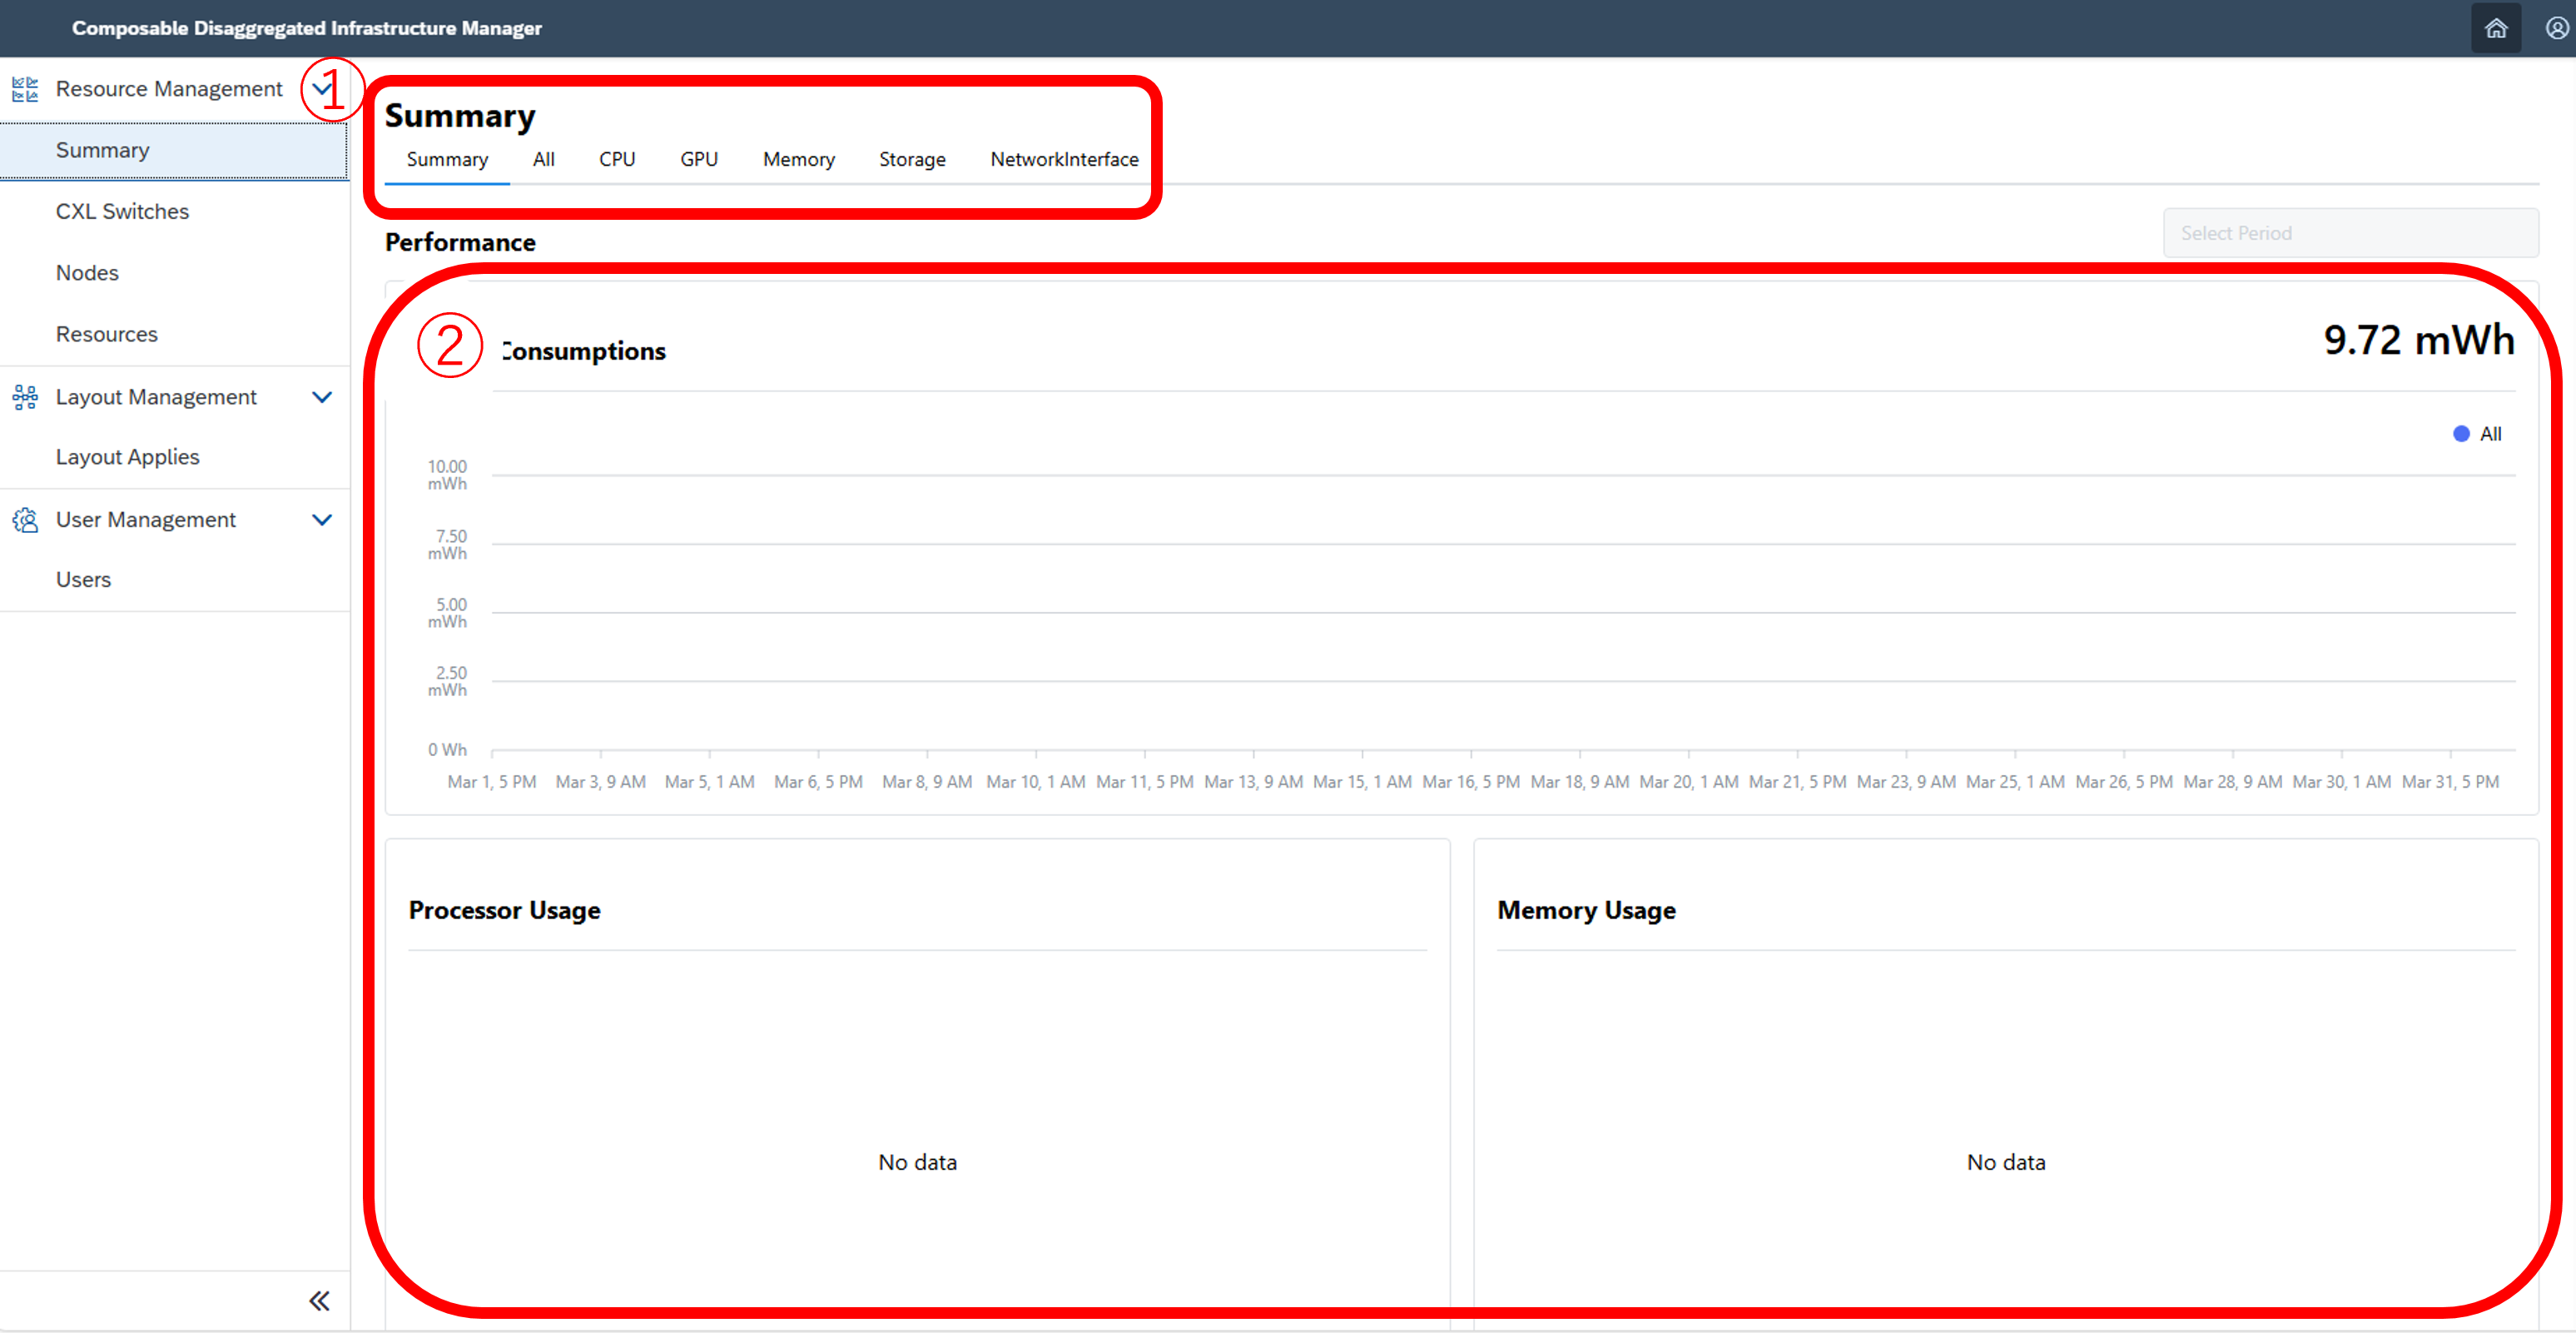 Composable Disaggregated Infrastructure Manager
Resource Management
①
Summary
CXL Switches
Nodes
Resources
Layout Management
Layout Applies
User Management
Users
Summary
Summary All CPU GPU Memory Storage NetworkInterface
Performance
Select Period
②
Consumptions
9.72 mWh
All
10.00
mWh
7.50
mWh
5.00
mWh
2.50
mWh
0 Wh
Mar 1, 5 PM Mar 3, 9 AM Mar 5, 1 AM Mar 6, 5 PM Mar 8, 9 AM Mar 10, 1 AM Mar 11, 5 PM Mar 13, 9 AM Mar 15, 1 AM Mar 16, 5 PM Mar 18, 9 AM Mar 20, 1 AM Mar 21, 5 PM Mar 23, 9 AM Mar 25, 1 AM Mar 26, 5 PM Mar 28, 9 AM Mar 30, 1 AM Mar 31, 5 PM
Processor Usage
No data
Memory Usage
No data